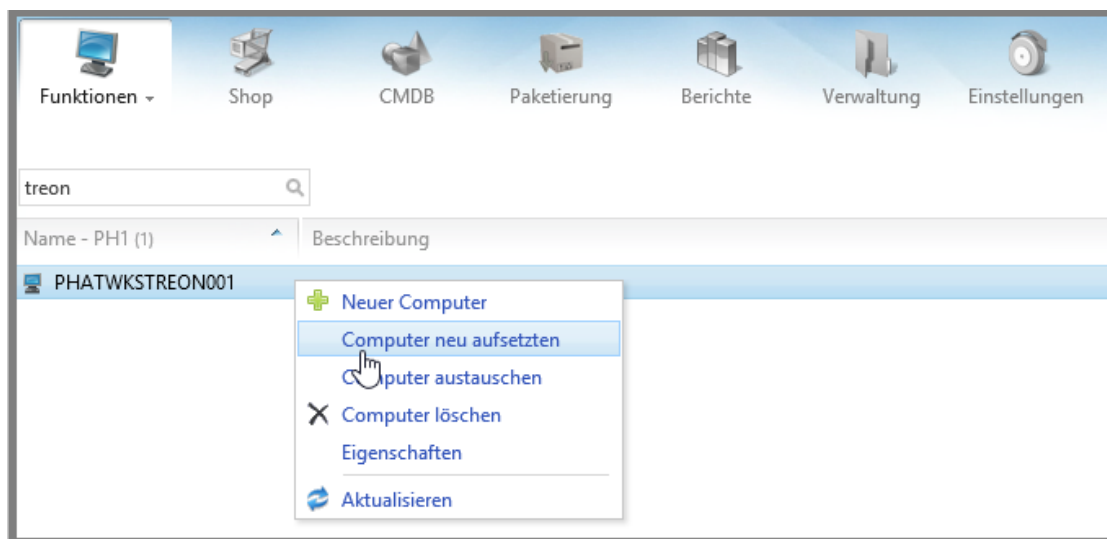 Funktionen Shop CMDB Paketierung Berichte Verwaltung Einstellungen
treon
Name - PH1 (1) Beschreibung
PHATWKSTREON001
Neuer Computer
Computer neu aufsetzten
Computer austauschen
Computer löschen
Eigenschaften
Aktualisieren